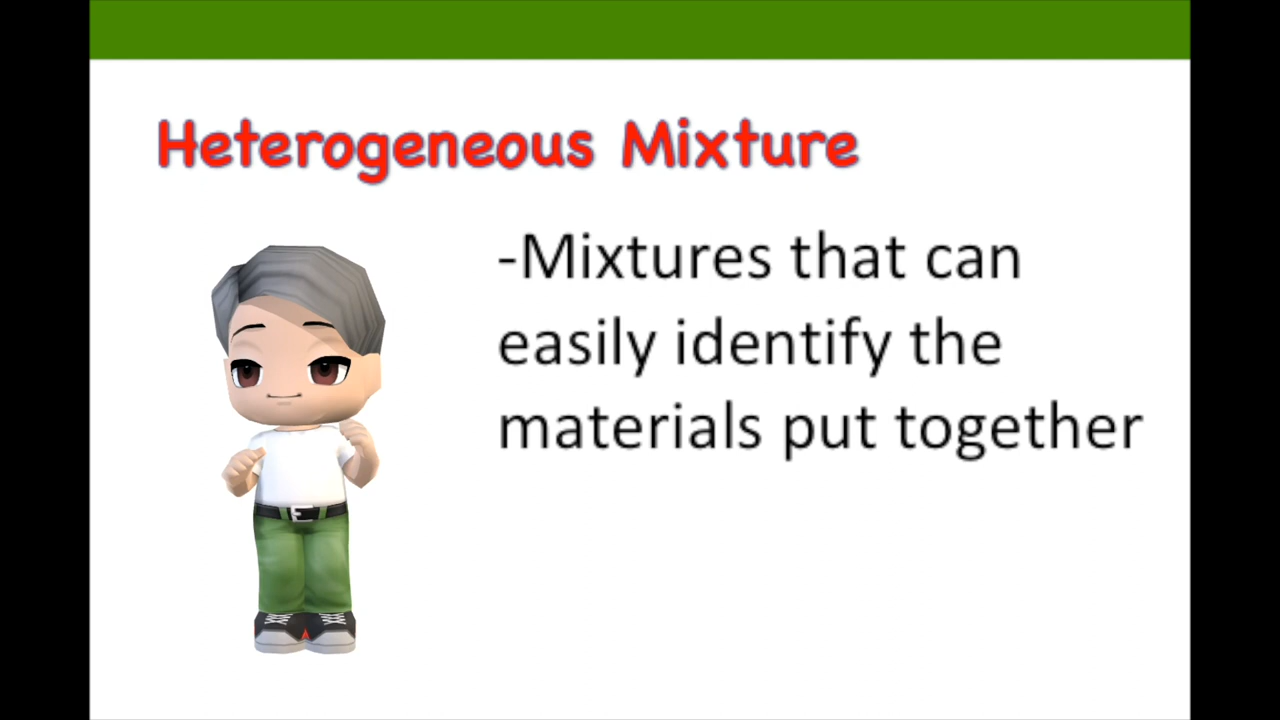 Heterogeneous Mixture
-Mixtures that can
easily identify the
materials put together